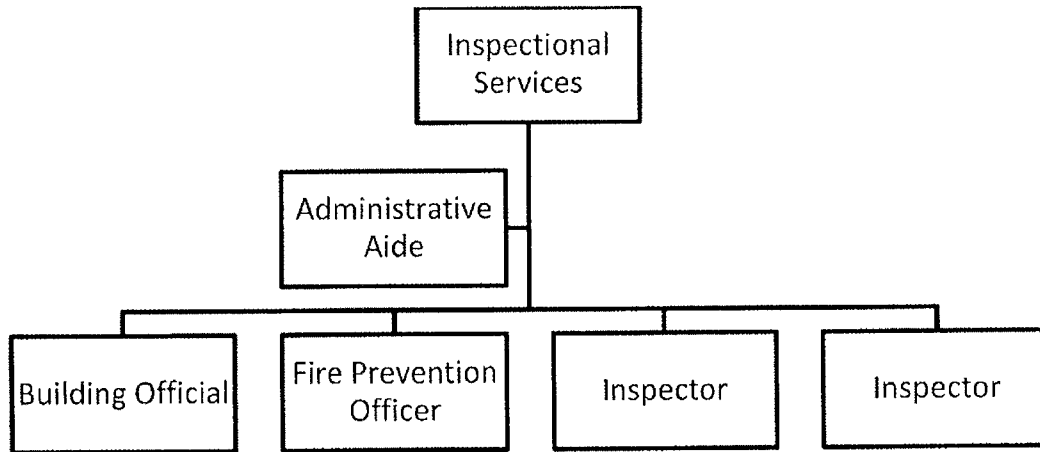 Inspectional
Services
Administrative
Aide
Building Official
Fire Prevention
Officer
Inspector
Inspector